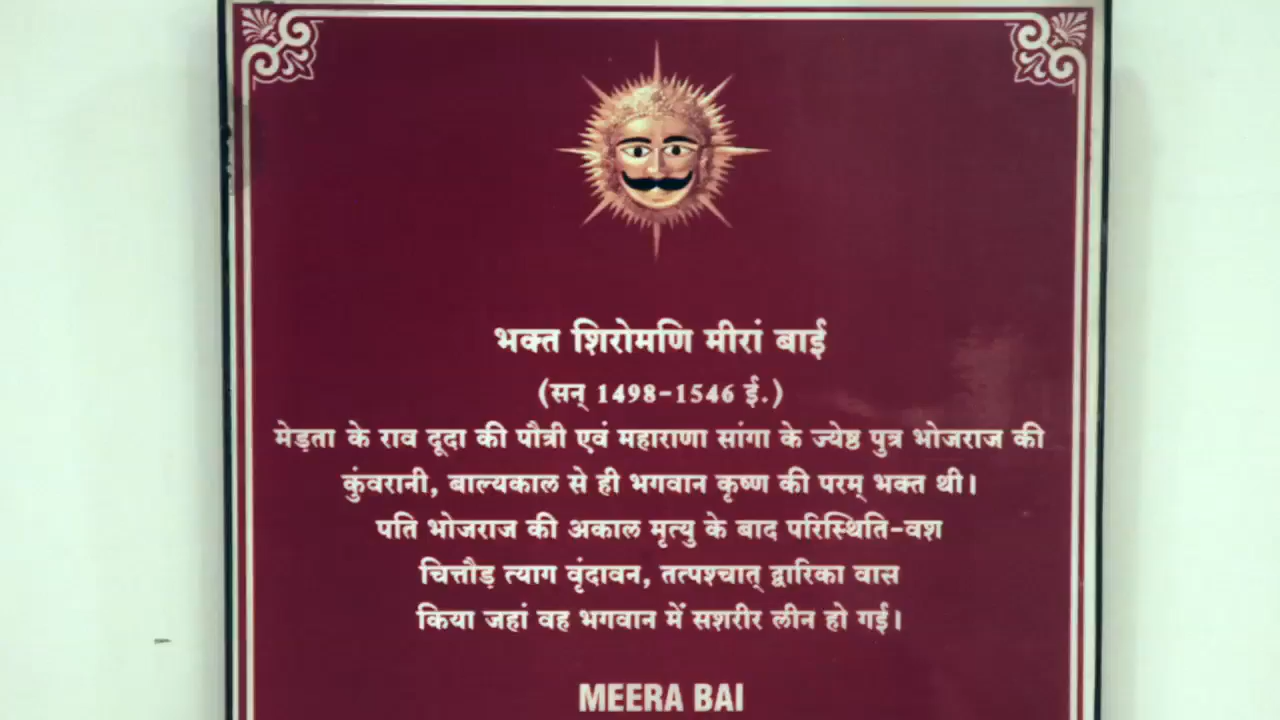 भक्त शिरोमणि मीरां बाई
(सन् 1498-1546 ई.)
मेड़ता के राव दूदा की पौत्री एवं महाराणा सांगा के ज्येष्ठ पुत्र भोजराज की
कुंवरानी, बाल्यकाल से ही भगवान कृष्ण की परम् भक्त थी।
पति भोजराज की अकाल मृत्यु के बाद परिस्थिति-वश
चित्तौड़ त्याग वृंदावन, तत्पश्चात् द्वारिका वास
किया जहां वह भगवान में सशरीर लीन हो गई।
MEERA BAI